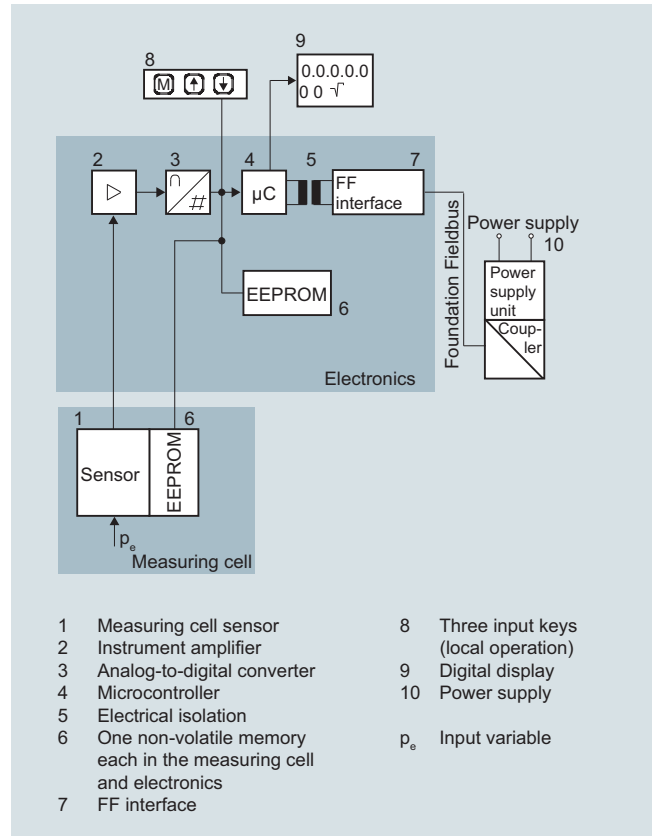 9
8
0.0.0.0.0
0 0 √
M
2
3
4
5
7
∩
#
µC
FF
interface
Power supply
10
Foundation Fieldbus
Power
supply
unit
Coup-
ler
EEPROM
6
Electronics
1
6
Sensor
EEPROM
pe
Measuring cell
1 Measuring cell sensor
2 Instrument amplifier
3 Analog-to-digital converter
4 Microcontroller
5 Electrical isolation
6 One non-volatile memory
each in the measuring cell
and electronics
7 FF interface
8 Three input keys
(local operation)
9 Digital display
10 Power supply
pe Input variable